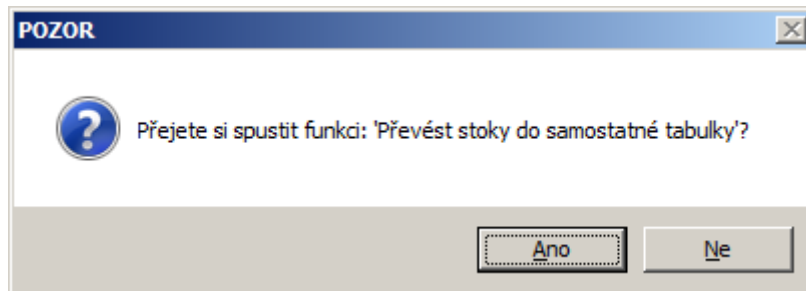 POZOR
Přejete si spustit funkci: 'Převést stoky do samostatné tabulky'?
Ano
Ne